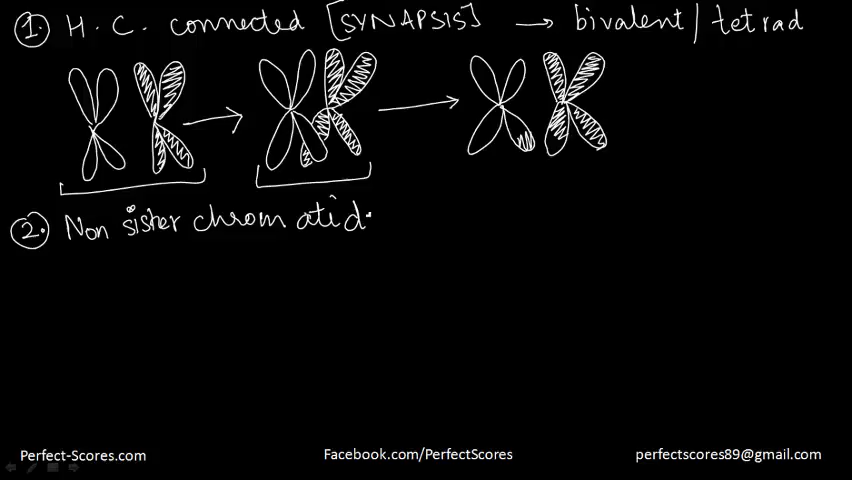 1. H. C. connected [SYNAPSIS] → bivalent/tetrad
2. Non sister chromatid.
Perfect-Scores.com Facebook.com/PerfectScores perfectscores89@gmail.com